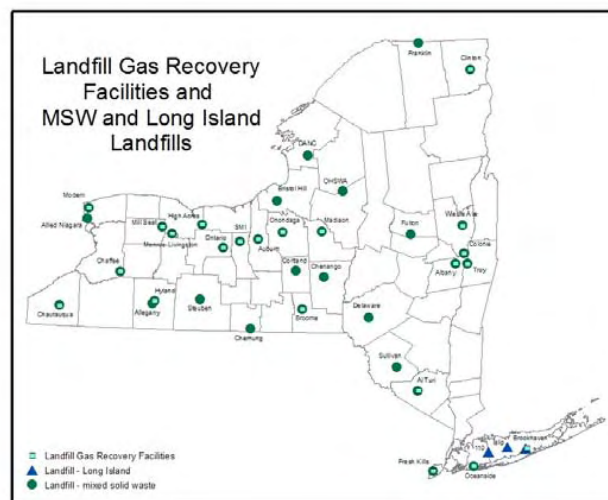 Landfill Gas Recovery
Facilities and
MSW and Long Island
Landfills
Franklin
Clinton
DANC
OHSWA
Bristol Hill
Modern
Allied Niagara
Mill Seat
High Acres
Monroe-Livingston
Ontario
SMI
Auburn
Onondaga
Madison
Fulton
Colonie
Albany
Troy
Chaffee
Cortland
Chenango
Hyland
Allegany
Steuben
Chautauqua
Chemung
Broome
Delaware
Sullivan
Al Turi
Fresh Kills
Oceanside
110
Islip
Brookhaven
Landfill Gas Recovery Facilities
Landfill - Long Island
Landfill - mixed solid waste